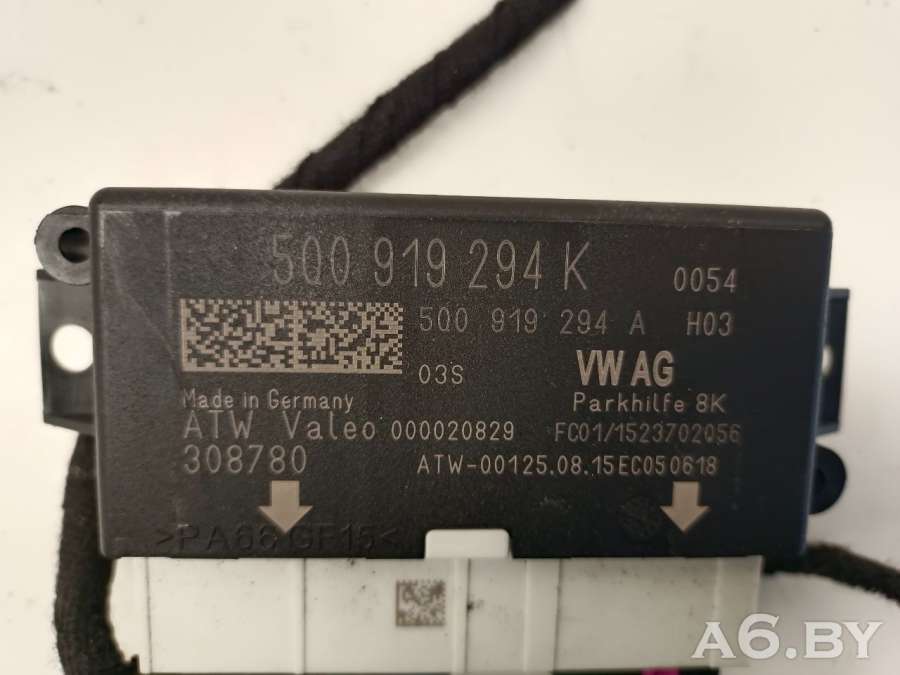 5Q0 919 294 K 0054
5Q0 919 294 A H03
03S VW AG
Made in Germany Parkhilfe 8K
ATW Valeo 000020829 FC01/1523702056
308780 ATW-00125.08.15EC050618
>PA66 GF15<
A6.BY